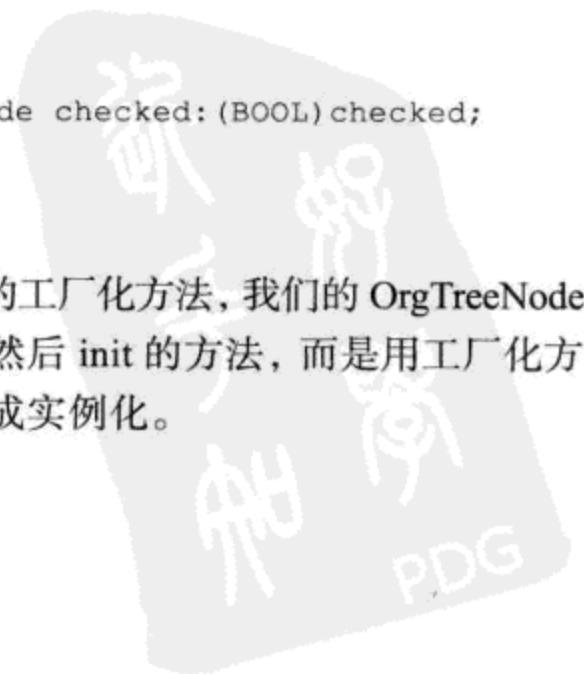 de checked:(BOOL)checked;
的工厂化方法，我们的 OrgTreeNode
然后 init 的方法，而是用工厂化方
成实例化。
PDG